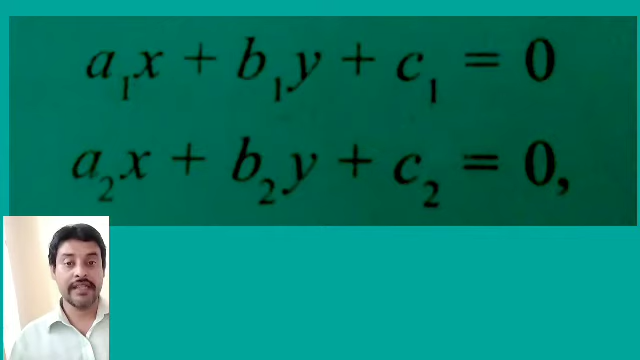 a₁x + b₁y + c₁ = 0
a₂x + b₂y + c₂ = 0,